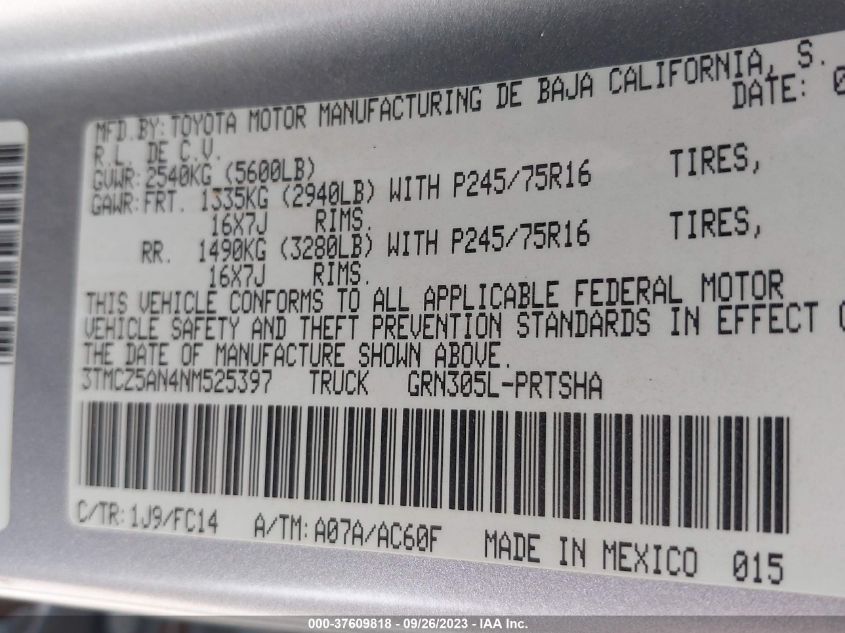 MFD.BY: TOYOTA MOTOR MANUFACTURING DE BAJA CALIFORNIA, S.
R.L. DE C.V. DATE: 0
GVWR: 2540KG (5600LB)
GAWR: FRT. 1335KG (2940LB) WITH P245/75R16 TIRES,
16X7J RIMS.
RR. 1490KG (3280LB) WITH P245/75R16 TIRES,
16X7J RIMS.
THIS VEHICLE CONFORMS TO ALL APPLICABLE FEDERAL MOTOR
VEHICLE SAFETY AND THEFT PREVENTION STANDARDS IN EFFECT
THE DATE OF MANUFACTURE SHOWN ABOVE.
3TMCZ5AN4NM525397 TRUCK GRN305L-PRTSHA
C/TR: 1J9/FC14 A/TM: A07A/AC60F MADE IN MEXICO 015
000-37609818 - 09/26/2023 - IAA Inc.